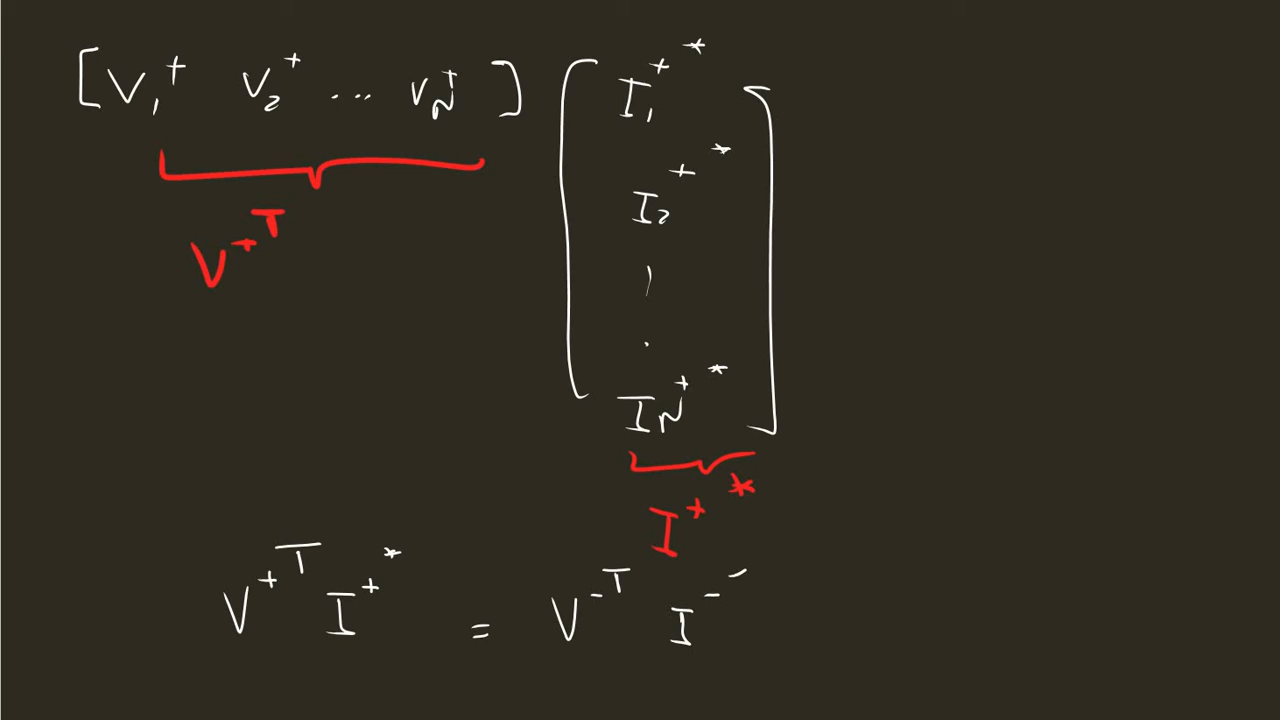 [V₁⁺ V₂⁺ ... V_N⁺] [I₁⁺*
I₂⁺*
⋮
I_N⁺*]
V⁺ᵀ
I⁺*
V⁺ᵀ I⁺* = V⁻ᵀ I⁻